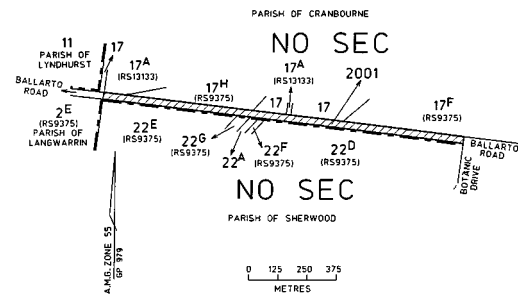 PARISH OF CRANBOURNE
NO SEC
11
PARISH OF
LYNDHURST
17
17A
(RS13133)
17H
(RS9375)
17A
(RS13133)
2001
17
17
17F
(RS9375)
BALLARTO
ROAD
2E
(RS9375)
PARISH OF
LANGWARRIN
22E
(RS9375)
22G
(RS9375)
22A
22F
(RS9375)
22D
(RS9375)
BALLARTO
ROAD
BOTANIC
DRIVE
NO SEC
PARISH OF SHERWOOD
A.M.G. ZONE 55
GP 979
0 125 250 375
METRES